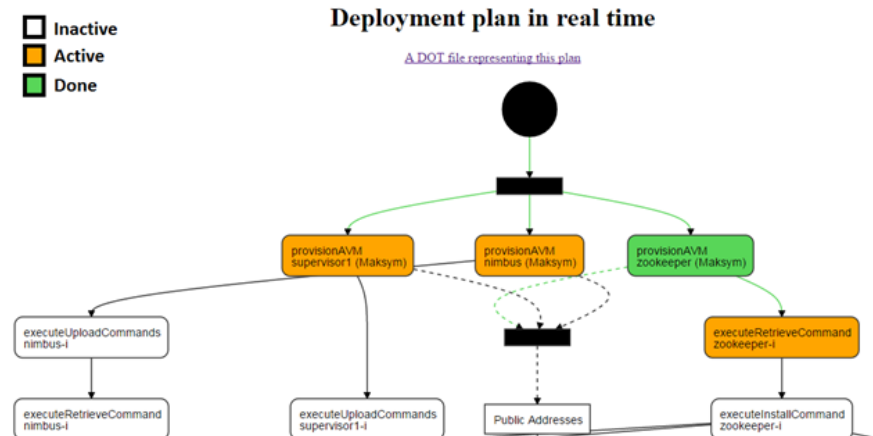 Deployment plan in real time
Inactive
Active
Done
A DOT file representing this plan
provisionAVM
supervisor1 (Maksym)
provisionAVM
nimbus (Maksym)
provisionAVM
zookeeper (Maksym)
executeUploadCommands
nimbus-i
executeRetrieveCommand
zookeeper-i
executeRetrieveCommand
nimbus-i
executeUploadCommands
supervisor1-i
Public Addresses
executeInstallCommand
zookeeper-i